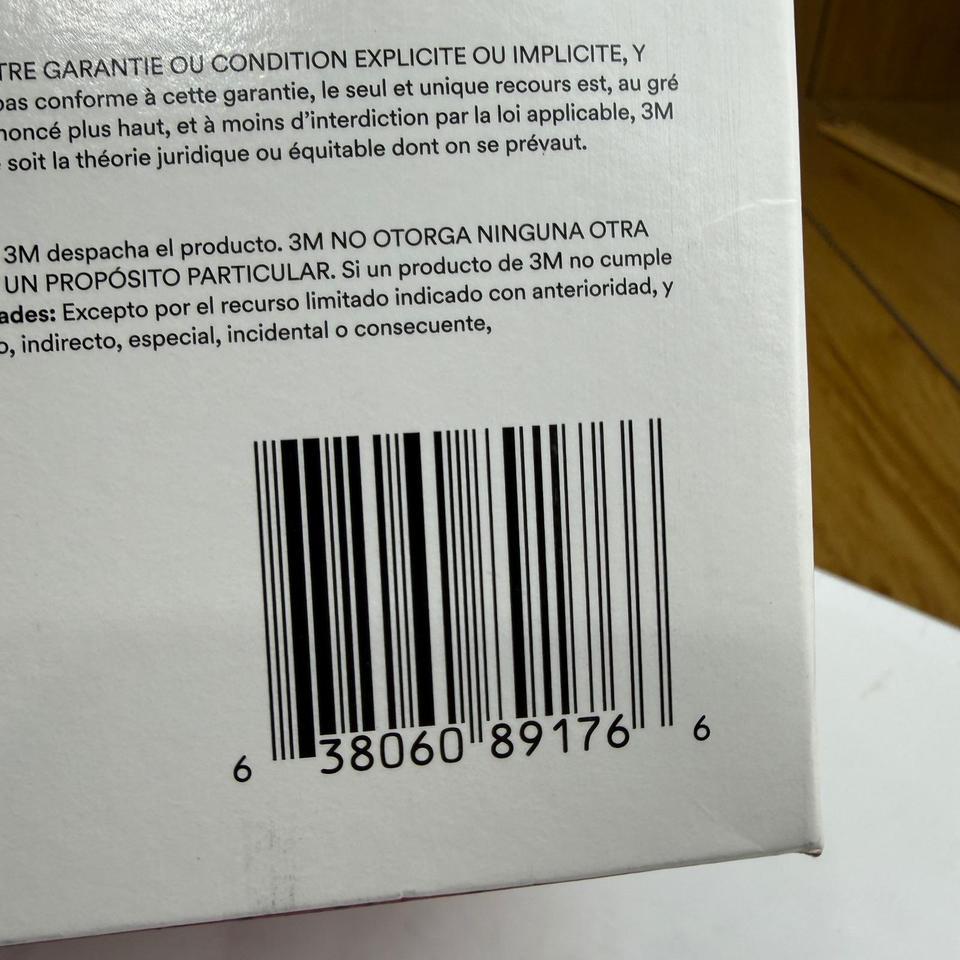 TRE GARANTIE OU CONDITION EXPLICITE OU IMPLICITE, Y
pas conforme à cette garantie, le seul et unique recours est, au gré
noncé plus haut, et à moins d'interdiction par la loi applicable, 3M
soit la théorie juridique ou équitable dont on se prévaut.
3M despacha el producto. 3M NO OTORGA NINGUNA OTRA
UN PROPÓSITO PARTICULAR. Si un producto de 3M no cumple
ades: Excepto por el recurso limitado indicado con anterioridad, y
o, indirecto, especial, incidental o consecuente,
6 38060 89176 6